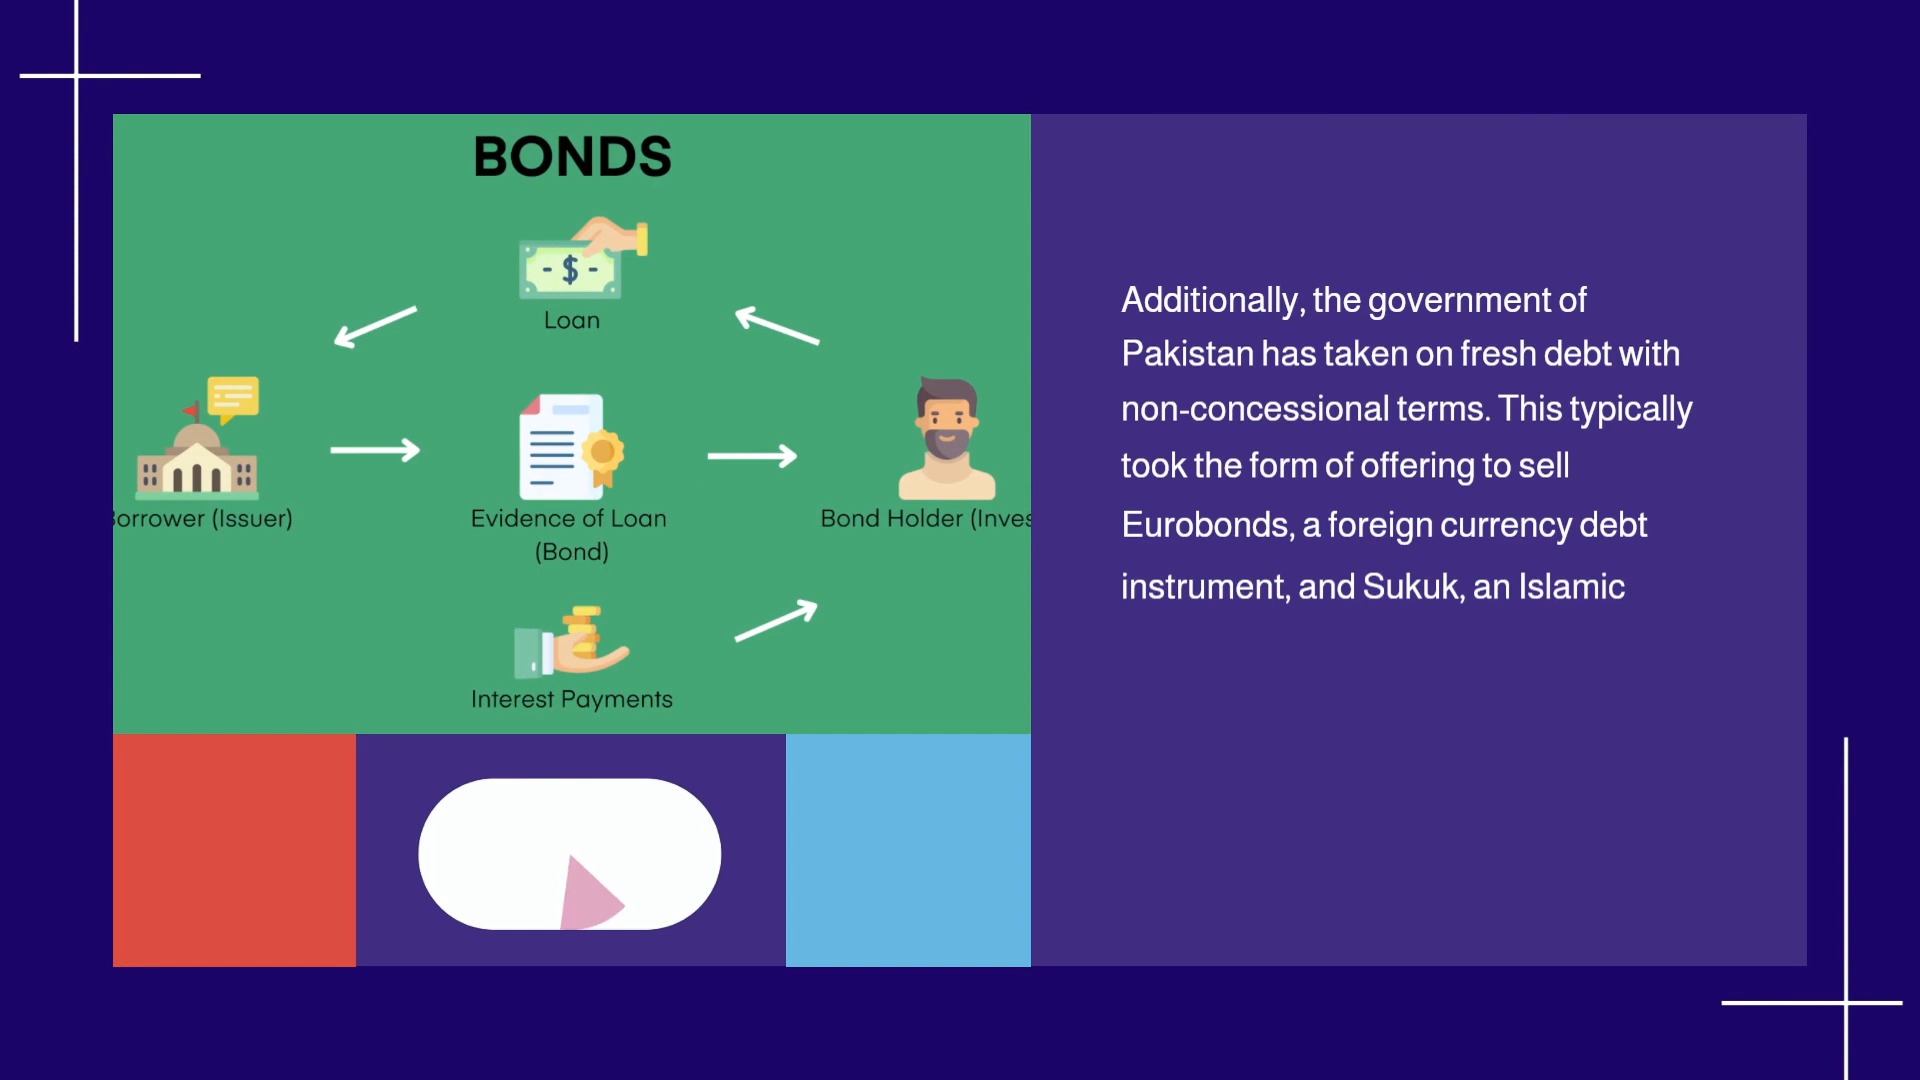 BONDS
Loan
orrower (Issuer)
Evidence of Loan
(Bond)
Bond Holder (Inves
Interest Payments
Additionally, the government of
Pakistan has taken on fresh debt with
non-concessional terms. This typically
took the form of offering to sell
Eurobonds, a foreign currency debt
instrument, and Sukuk, an Islamic